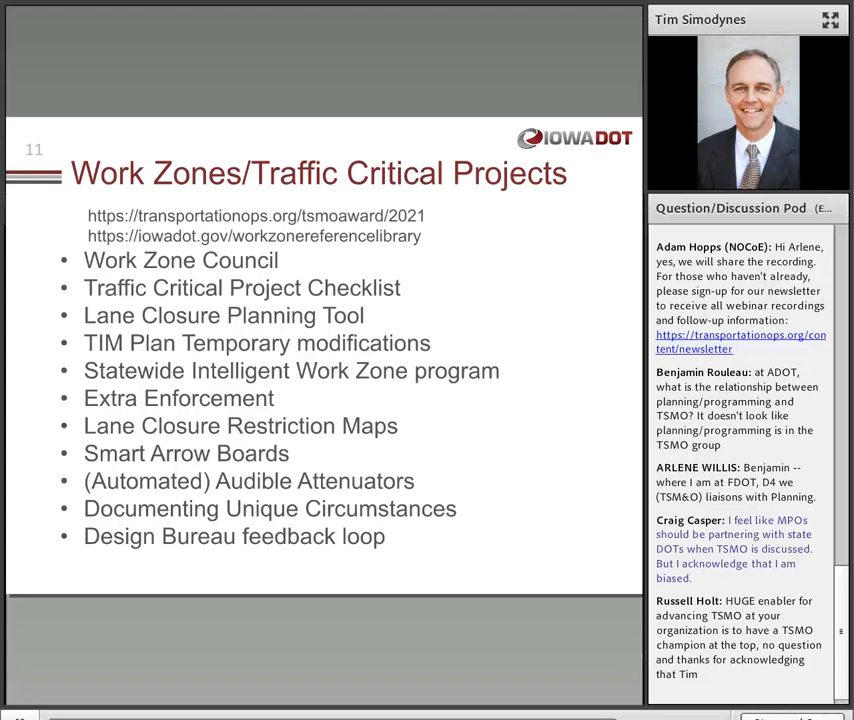 11
IOWADOT
Work Zones/Traffic Critical Projects
https://transportationops.org/tsmoaward/2021
https://iowadot.gov/workzonereferencelibrary
• Work Zone Council
• Traffic Critical Project Checklist
• Lane Closure Planning Tool
• TIM Plan Temporary modifications
• Statewide Intelligent Work Zone program
• Extra Enforcement
• Lane Closure Restriction Maps
• Smart Arrow Boards
• (Automated) Audible Attenuators
• Documenting Unique Circumstances
• Design Bureau feedback loop
Tim Simodynes
Question/Discussion Pod (E...
Adam Hopps (NOCoE): Hi Arlene,
yes, we will share the recording.
For those who haven't already,
please sign-up for our newsletter
to receive all webinar recordings
and follow-up information:
https://transportationops.org/con
tent/newsletter
Benjamin Rouleau: at ADOT,
what is the relationship between
planning/programming and
TSMO? It doesn't look like
planning/programming is in the
TSMO group
ARLENE WILLIS: Benjamin --
where I am at FDOT, D4 we
(TSM&O) liaisons with Planning.
Craig Casper: I feel like MPOs
should be partnering with state
DOTs when TSMO is discussed.
But I acknowledge that I am
biased.
Russell Holt: HUGE enabler for
advancing TSMO at your
organization is to have a TSMO
champion at the top, no question
and thanks for acknowledging
that Tim